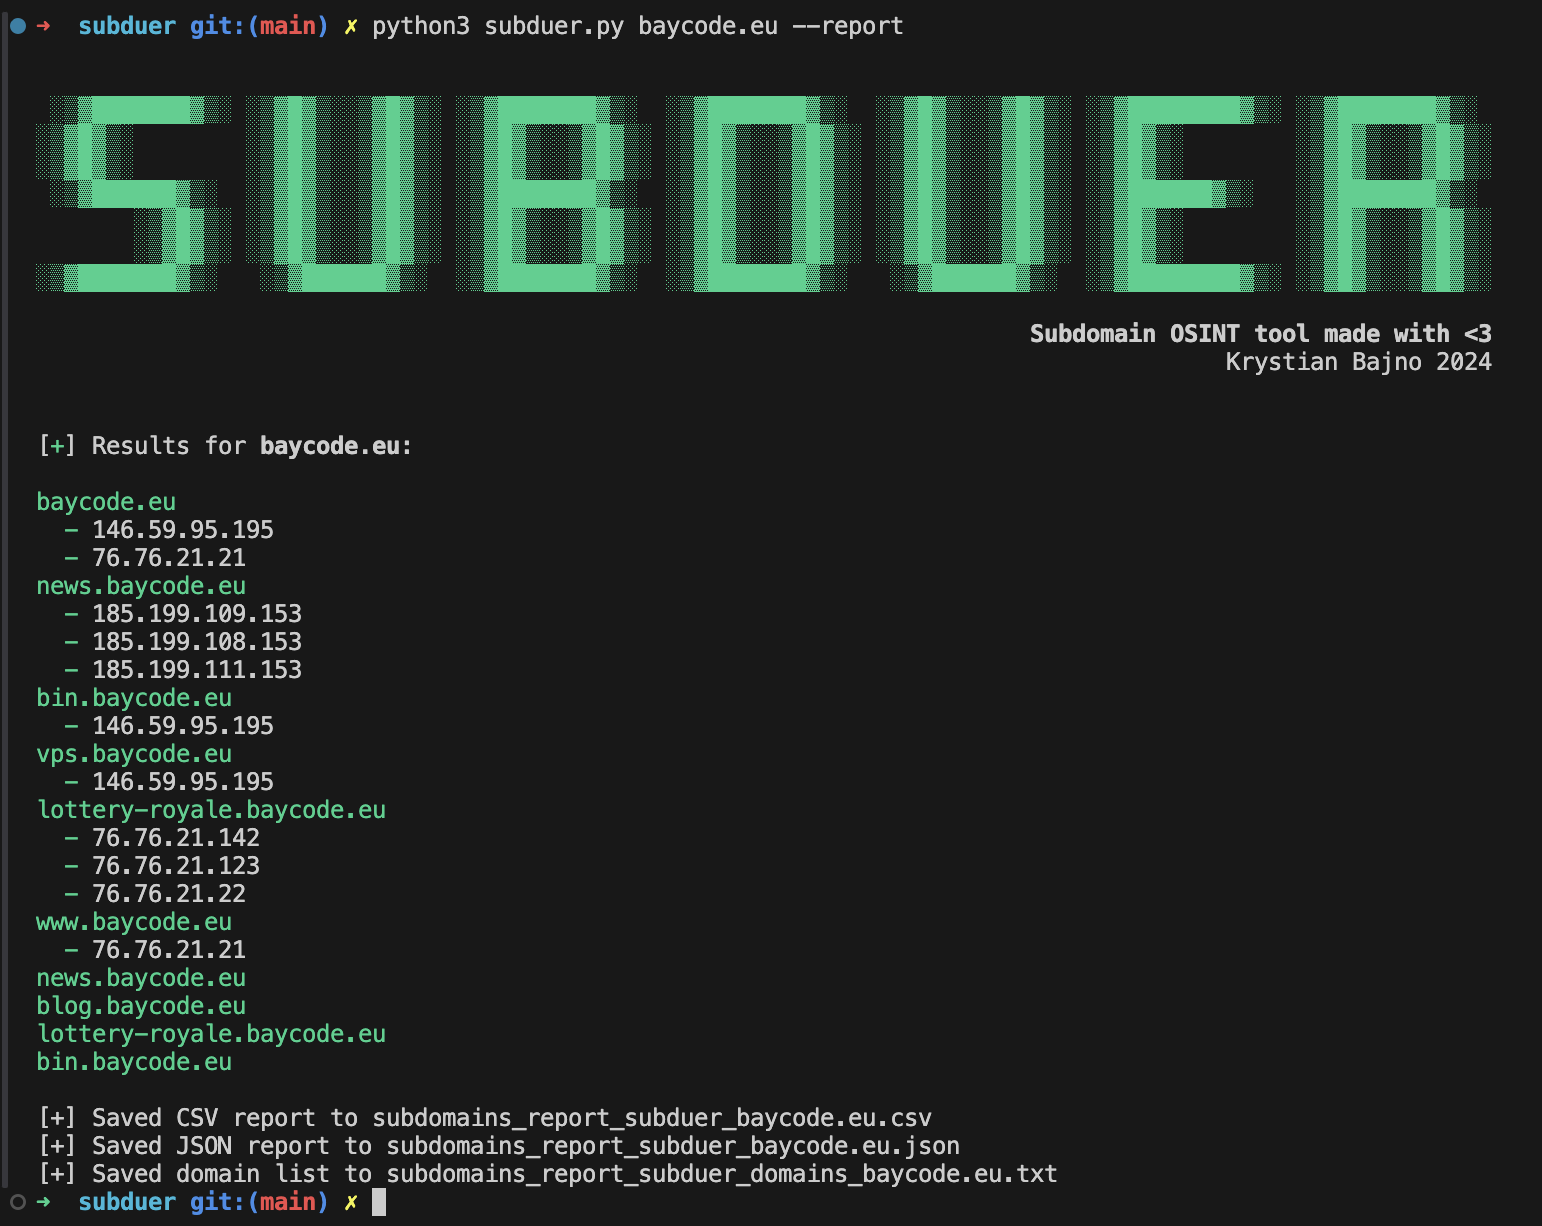 ➜  subduer git:(main) ✗ python3 subduer.py baycode.eu --report
SUBDUER
Subdomain OSINT tool made with <3
Krystian Bajno 2024
[+] Results for baycode.eu:
baycode.eu
  - 146.59.95.195
  - 76.76.21.21
news.baycode.eu
  - 185.199.109.153
  - 185.199.108.153
  - 185.199.111.153
bin.baycode.eu
  - 146.59.95.195
vps.baycode.eu
  - 146.59.95.195
lottery-royale.baycode.eu
  - 76.76.21.142
  - 76.76.21.123
  - 76.76.21.22
www.baycode.eu
  - 76.76.21.21
news.baycode.eu
blog.baycode.eu
lottery-royale.baycode.eu
bin.baycode.eu
[+] Saved CSV report to subdomains_report_subduer_baycode.eu.csv
[+] Saved JSON report to subdomains_report_subduer_baycode.eu.json
[+] Saved domain list to subdomains_report_subduer_domains_baycode.eu.txt
➜  subduer git:(main) ✗